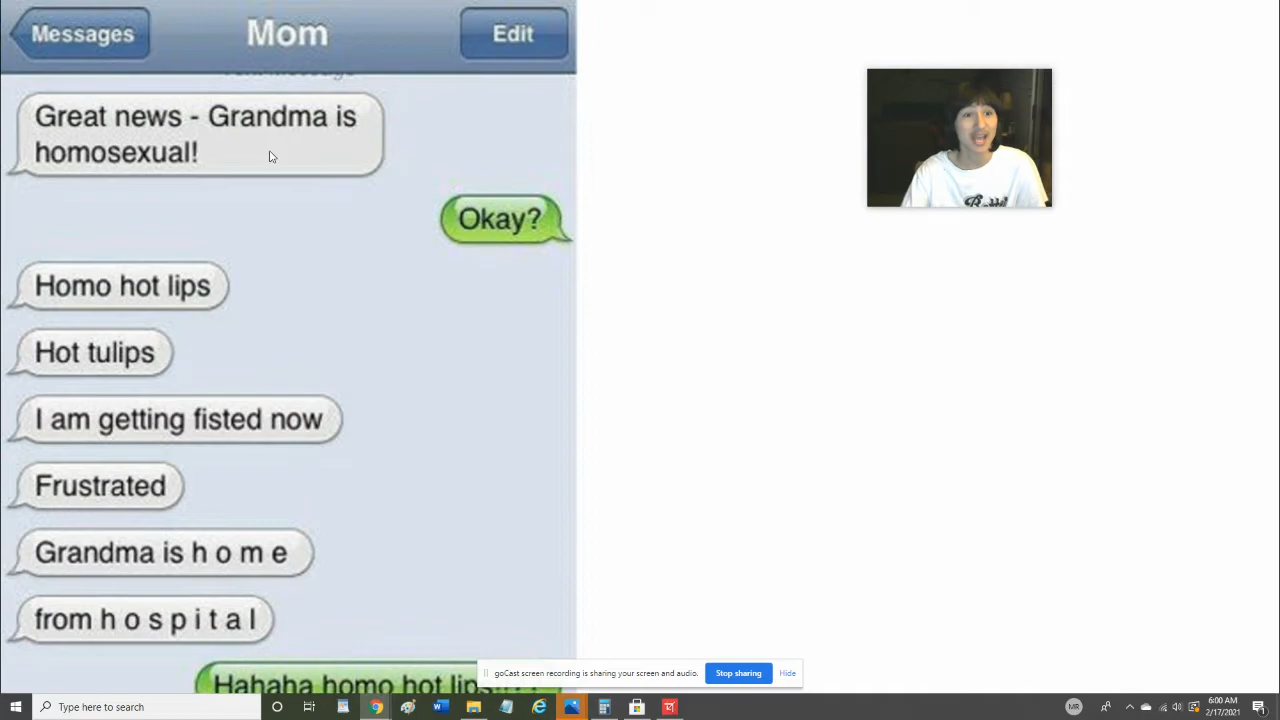 Messages
Mom
Edit
Great news - Grandma is
homosexual!
Okay?
Homo hot lips
Hot tulips
I am getting fisted now
Frustrated
Grandma is h o m e
from h o s p i t a l
Hahaha homo hot lips
goCast screen recording is sharing your screen and audio.
Stop sharing
Hide
Type here to search
MR
6:00 AM
2/17/2021